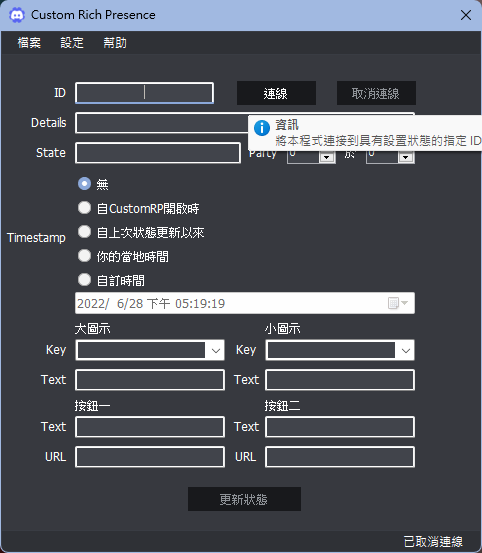 Custom Rich Presence
檔案 設定 幫助
ID 連線 取消連線
Details
資訊
將本程式連接到具有設置狀態的指定 ID
State Party 0 於 0
Timestamp
無
自CustomRP開啟時
自上次狀態更新以來
你的當地時間
自訂時間
2022/ 6/28 下午 05:19:19
大圖示 小圖示
Key Key
Text Text
按鈕一 按鈕二
Text Text
URL URL
更新狀態
已取消連線